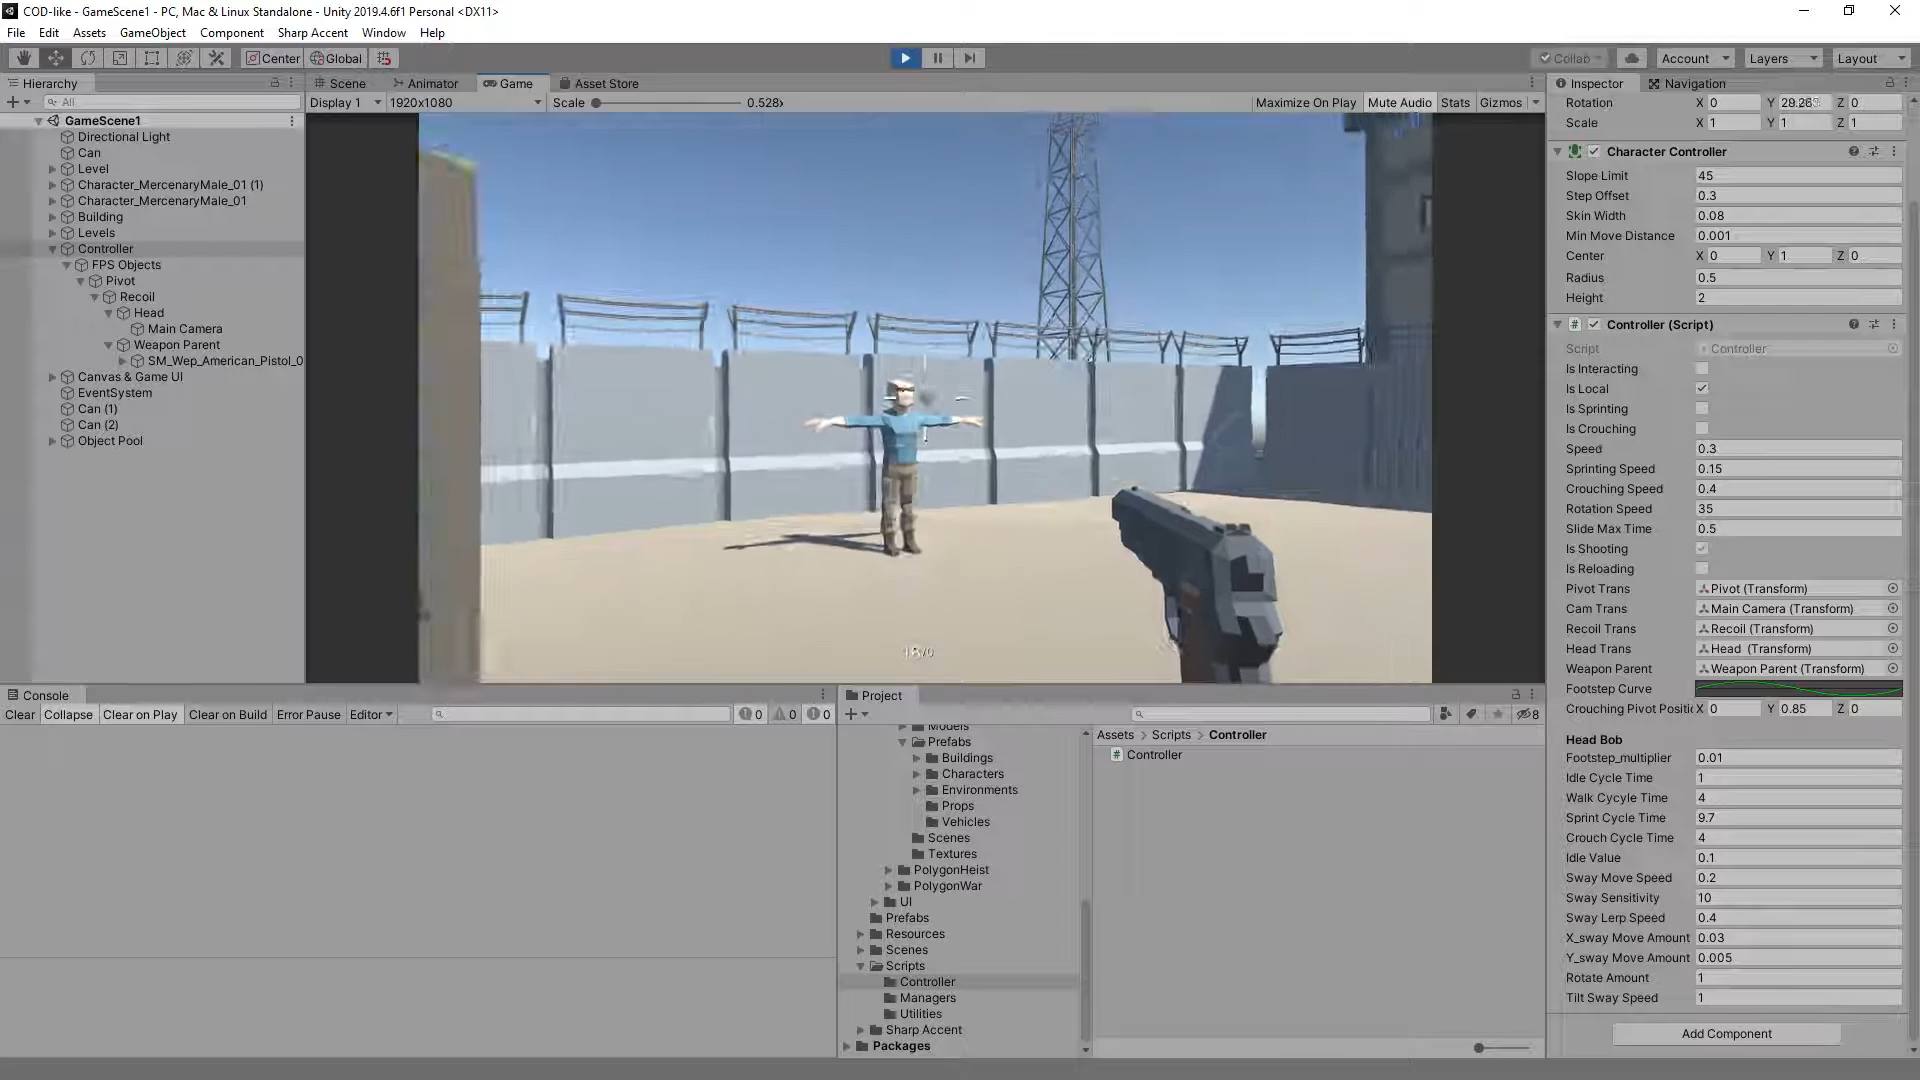 COD-like - GameScene1 - PC, Mac & Linux Standalone - Unity 2019.4.6f1 Personal <DX11>
File Edit Assets GameObject Component Sharp Accent Window Help
Center Global Collab Account Layers Layout
Hierarchy
All
GameScene1
Directional Light
Can
Level
Character_MercenaryMale_01 (1)
Character_MercenaryMale_01
Building
Levels
Controller
FPS Objects
Pivot
Recoil
Head
Main Camera
Weapon Parent
SM_Wep_American_Pistol_0
Canvas & Game UI
EventSystem
Can (1)
Can (2)
Object Pool
Scene Animator Game Asset Store
Display 1 1920x1080 Scale 0.528x Maximize On Play Mute Audio Stats Gizmos
Console
Clear Collapse Clear on Play Clear on Build Error Pause Editor 0 0 0
Project
8
Models
Prefabs
Buildings
Characters
Environments
Props
Vehicles
Scenes
Textures
PolygonHeist
PolygonWar
UI
Prefabs
Resources
Scenes
Scripts
Controller
Managers
Utilities
Sharp Accent
Packages
Assets > Scripts > Controller
Controller
Inspector Navigation
Rotation X 0 Y Z 0
Scale X 1 Y 1 Z 1
Character Controller
Slope Limit 45
Step Offset 0.3
Skin Width 0.08
Min Move Distance 0.001
Center X 0 Y 1 Z 0
Radius 0.5
Height 2
Controller (Script)
Script Controller
Is Interacting
Is Local
Is Sprinting
Is Crouching
Speed 0.3
Sprinting Speed 0.15
Crouching Speed 0.4
Rotation Speed 35
Slide Max Time 0.5
Is Shooting
Is Reloading
Pivot Trans Pivot (Transform)
Cam Trans Main Camera (Transform)
Recoil Trans Recoil (Transform)
Head Trans Head (Transform)
Weapon Parent Weapon Parent (Transform)
Footstep Curve
Crouching Pivot Positi X 0 Y 0.85 Z 0
Head Bob
Footstep_multiplier 0.01
Idle Cycle Time 1
Walk Cycyle Time 4
Sprint Cycle Time 9.7
Crouch Cycle Time 4
Idle Value 0.1
Sway Move Speed 0.2
Sway Sensitivity 10
Sway Lerp Speed 0.4
X_sway Move Amount 0.03
Y_sway Move Amount 0.005
Rotate Amount 1
Tilt Sway Speed 1
Add Component